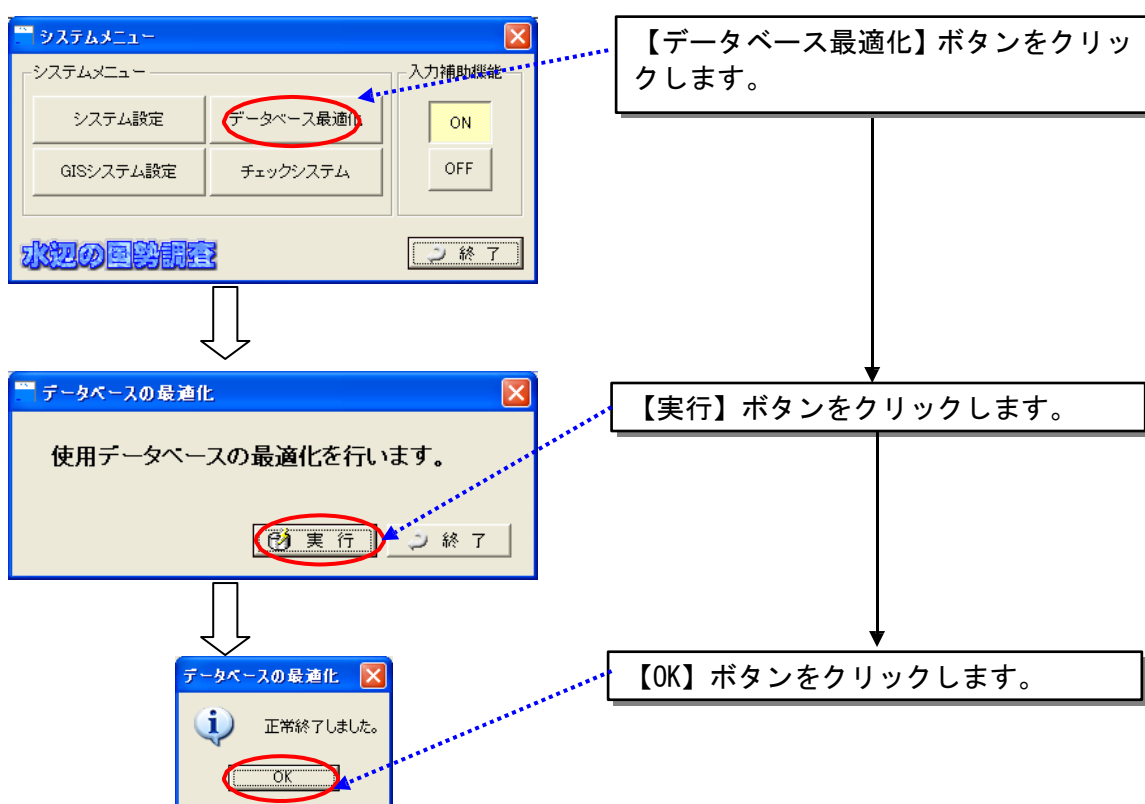 システムメニュー
システムメニュー
入力補助機能
システム設定
データベース最適化
ON
GISシステム設定
チェックシステム
OFF
水辺の国勢調査
終 了
【データベース最適化】ボタンをクリッ
クします。
データベースの最適化
使用データベースの最適化を行います。
実 行
終 了
【実行】ボタンをクリックします。
データベースの最適化
正常終了しました。
OK
【OK】ボタンをクリックします。